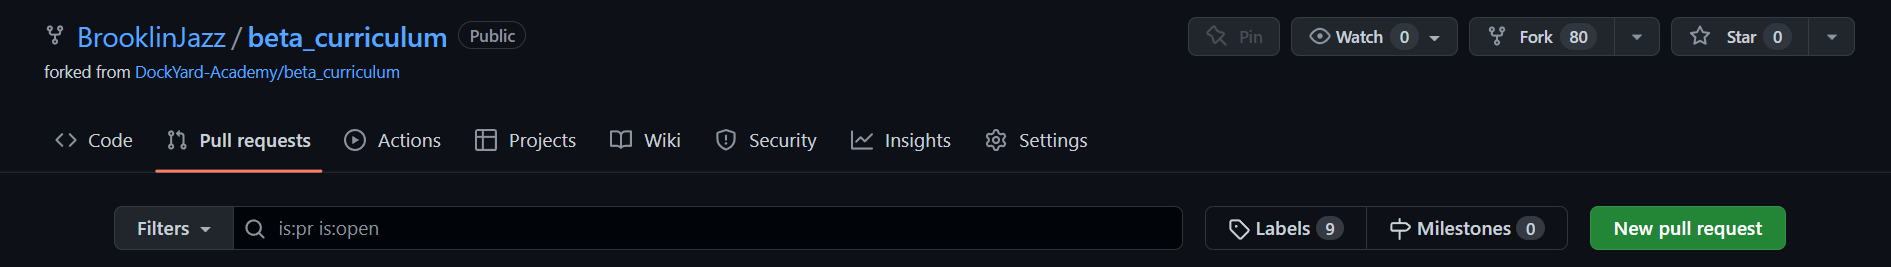 BrooklinJazz / beta_curriculum Public Pin Watch 0 Fork 80 Star 0
forked from DockYard-Academy/beta_curriculum
Code Pull requests Actions Projects Wiki Security Insights Settings
Filters is:pr is:open Labels 9 Milestones 0 New pull request